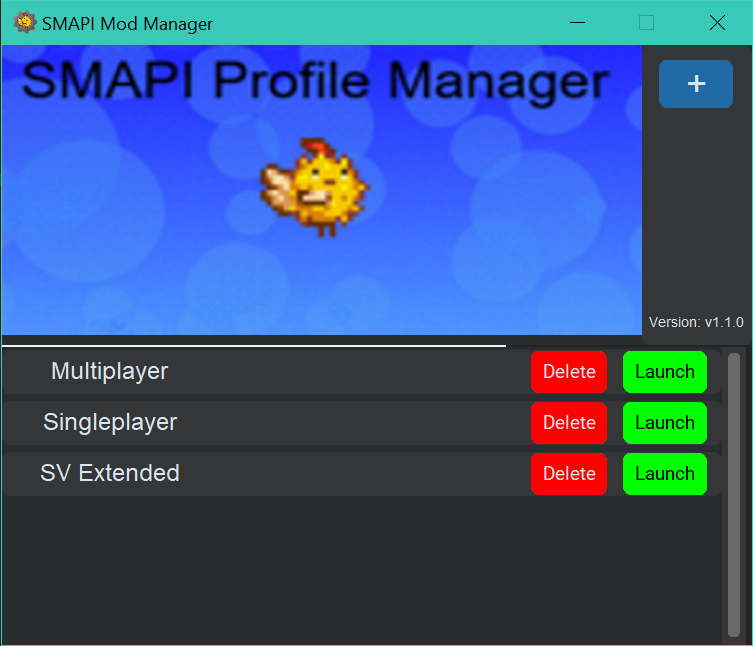 SMAPI Mod Manager
SMAPI Profile Manager
+
Version: v1.1.0
Multiplayer Delete Launch
Singleplayer Delete Launch
SV Extended Delete Launch